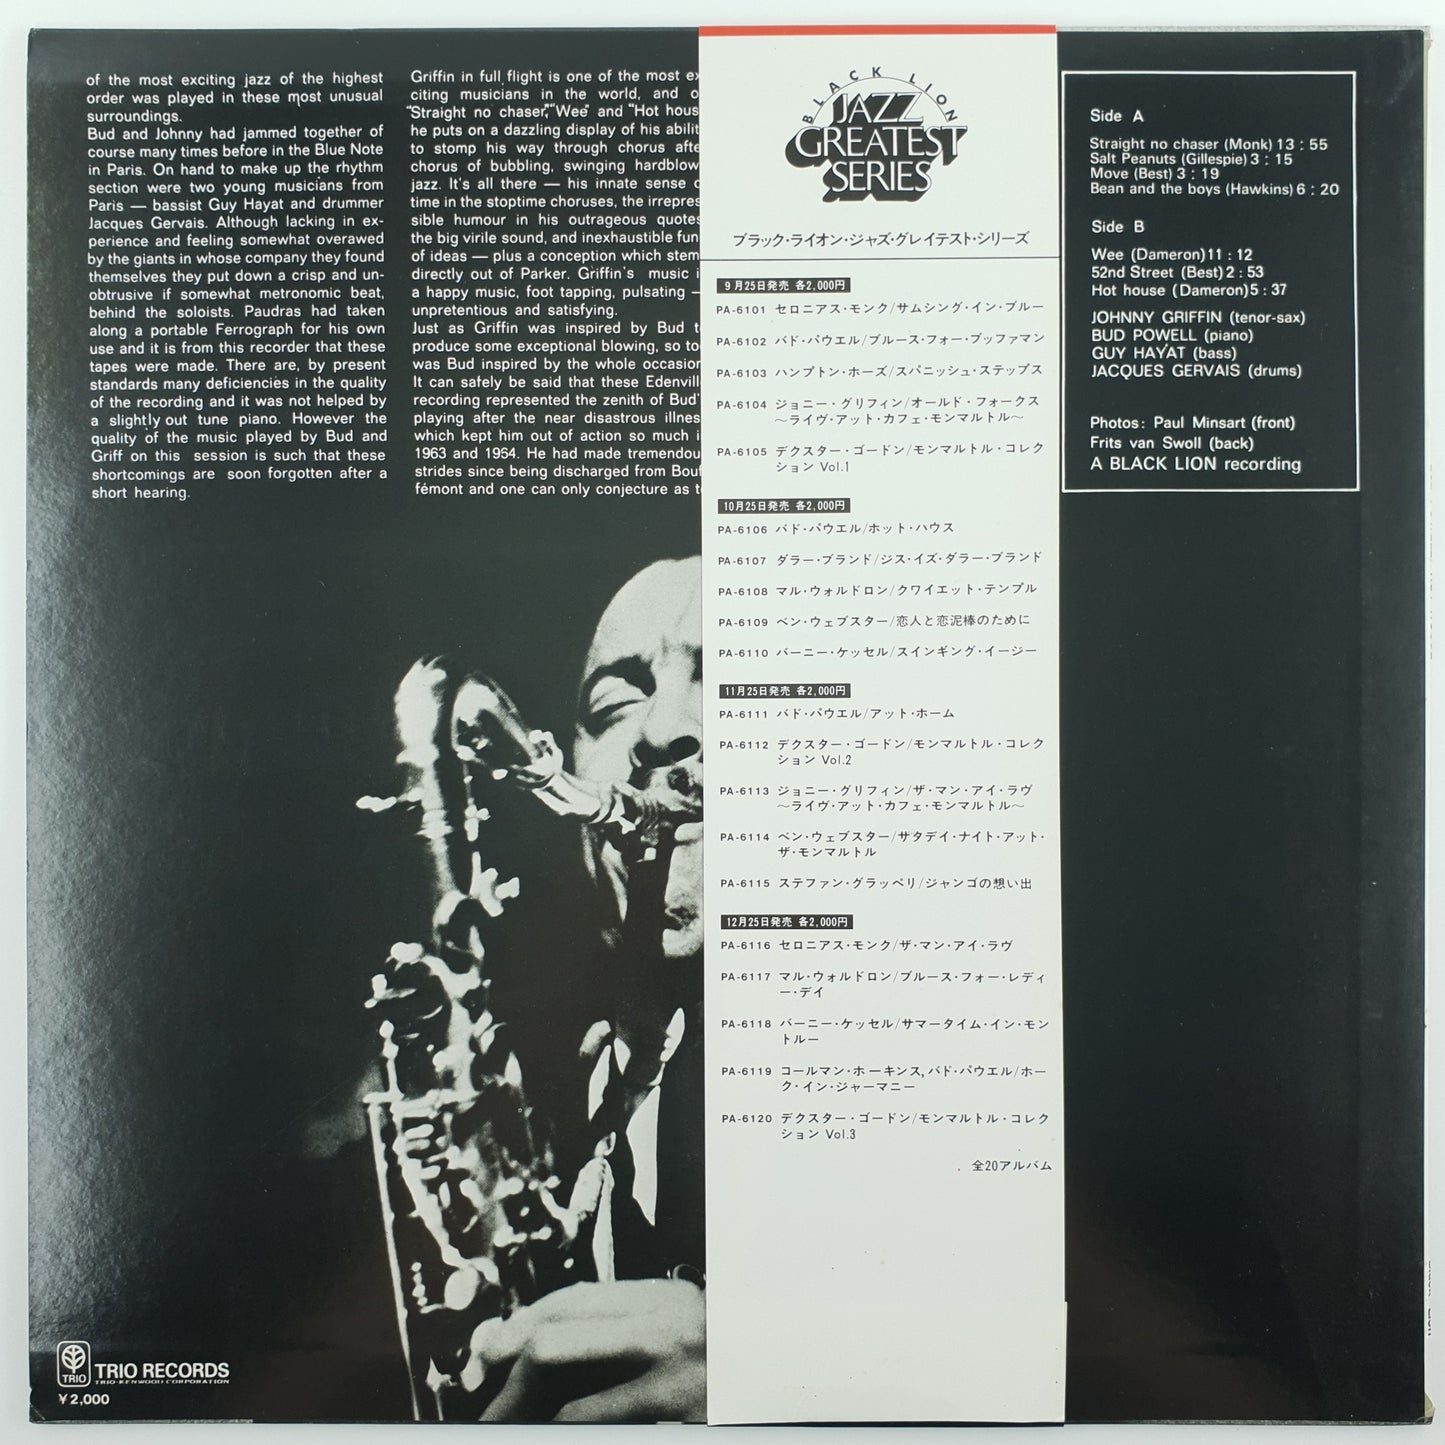 of the most exciting jazz of the highest
order was played in these most unusual
surroundings.
Bud and Johnny had jammed together of
course many times before in the Blue Note
in Paris. On hand to make up the rhythm
section were two young musicians from
Paris — bassist Guy Hayat and drummer
Jacques Gervais. Although lacking in ex-
perience and feeling somewhat overawed
by the giants in whose company they found
themselves they put down a crisp and un-
obtrusive if somewhat metronomic beat,
behind the soloists. Paudras had taken
along a portable Ferrograph for his own
use and it is from this recorder that these
tapes were made. There are, by present
standards many deficiencies in the quality
of the recording and it was not helped by
a slightly out tune piano. However the
quality of the music played by Bud and
Griff on this session is such that these
shortcomings are soon forgotten after a
short hearing.
Griffin in full flight is one of the most ex
citing musicians in the world, and o
"Straight no chaser," "Wee" and "Hot hous
he puts on a dazzling display of his abilit
to stomp his way through chorus afte
chorus of bubbling, swinging hardblow
jazz. It's all there — his innate sense o
time in the stoptime choruses, the irrepres
sible humour in his outrageous quotes
the big virile sound, and inexhaustible fun
of ideas — plus a conception which stem
directly out of Parker. Griffin's music i
a happy music, foot tapping, pulsating —
unpretentious and satisfying.
Just as Griffin was inspired by Bud t
produce some exceptional blowing, so to
was Bud inspired by the whole occasion
It can safely be said that these Edenvill
recording represented the zenith of Bud'
playing after the near disastrous illnes
which kept him out of action so much i
1963 and 1954. He had made tremendou
strides since being discharged from Bouf
fémont and one can only conjecture as t
BLACK LION
JAZZ
GREATEST
SERIES
ブラック・ライオン・ジャズ・グレイテスト・シリーズ
9月25日発売 各2,000円
PA-6101 セロニアス・モンク/サムシング・イン・ブルー
PA-6102 バド・パウエル/ブルース・フォー・ブッファマン
PA-6103 ハンプトン・ホーズ/スパニッシュ・ステップス
PA-6104 ジョニー・グリフィン/オールド・フォークス
〜ライヴ・アット・カフェ・モンマルトル〜
PA-6105 デクスター・ゴードン/モンマルトル・コレク
ション Vol.1
10月25日発売 各2,000円
PA-6106 バド・パウエル/ホット・ハウス
PA-6107 ダラー・ブランド/ジス・イズ・ダラー・ブランド
PA-6108 マル・ウォルドロン/クワイエット・テンプル
PA-6109 ベン・ウェブスター/恋人と恋泥棒のために
PA-6110 バーニー・ケッセル/スインギング・イージー
11月25日発売 各2,000円
PA-6111 バド・パウエル/アット・ホーム
PA-6112 デクスター・ゴードン/モンマルトル・コレク
ション Vol.2
PA-6113 ジョニー・グリフィン/ザ・マン・アイ・ラヴ
〜ライヴ・アット・カフェ・モンマルトル〜
PA-6114 ベン・ウェブスター/サタデイ・ナイト・アット・
ザ・モンマルトル
PA-6115 ステファン・グラッペリ/ジャンゴの想い出
12月25日発売 各2,000円
PA-6116 セロニアス・モンク/ザ・マン・アイ・ラヴ
PA-6117 マル・ウォルドロン/ブルース・フォー・レディ
ー・デイ
PA-6118 バーニー・ケッセル/サマータイム・イン・モン
トルー
PA-6119 コールマン・ホーキンス,バド・パウエル/ホー
ク・イン・ジャーマニー
PA-6120 デクスター・ゴードン/モンマルトル・コレク
ション Vol.3
全20アルバム
Side A
Straight no chaser (Monk) 13 : 55
Salt Peanuts (Gillespie) 3 : 15
Move (Best) 3 : 19
Bean and the boys (Hawkins) 6 : 20
Side B
Wee (Dameron) 11 : 12
52nd Street (Best) 2 : 53
Hot house (Dameron) 5 : 37
JOHNNY GRIFFIN (tenor-sax)
BUD POWELL (piano)
GUY HAYAT (bass)
JACQUES GERVAIS (drums)
Photos: Paul Minsart (front)
Frits van Swoll (back)
A BLACK LION recording
TRIO
TRIO RECORDS
TRIO-KENWOOD CORPORATION
¥2,000